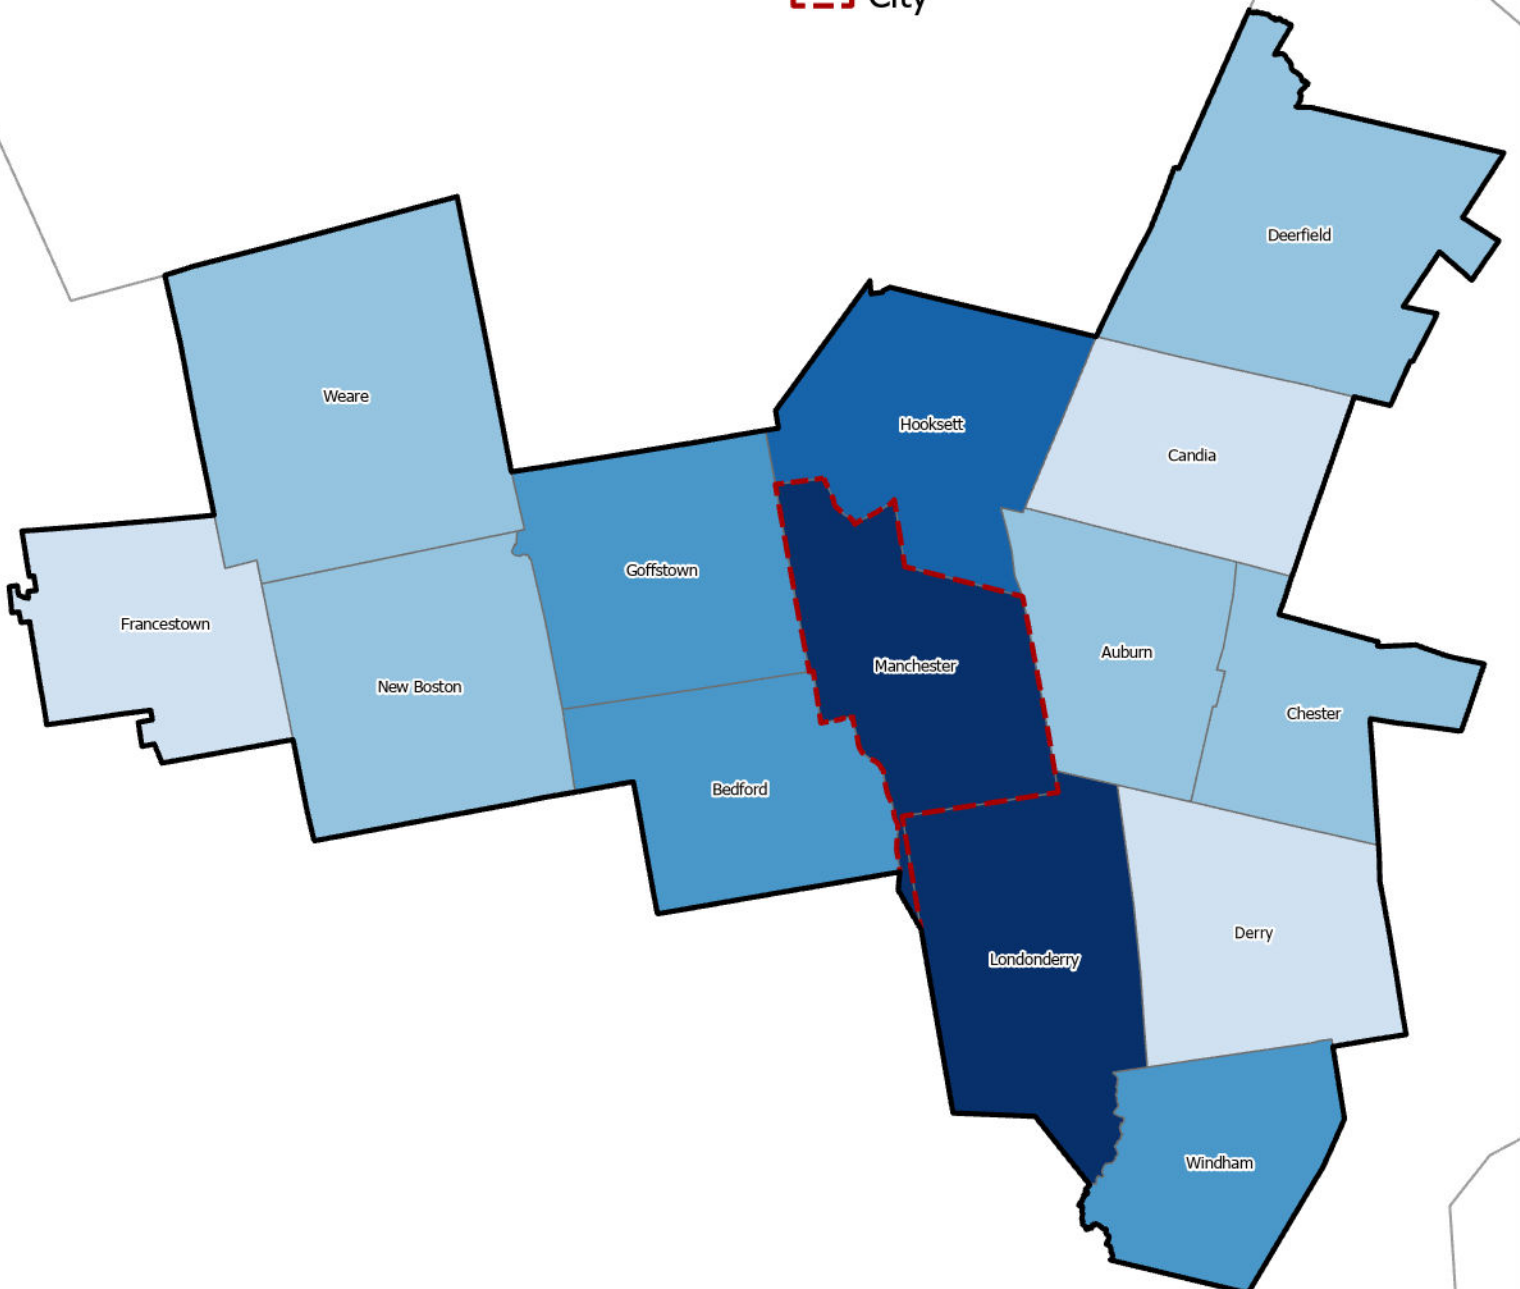 City
Deerfield
Weare
Hooksett
Candia
Goffstown
Francestown
Auburn
Manchester
New Boston
Chester
Bedford
Derry
Londonderry
Windham